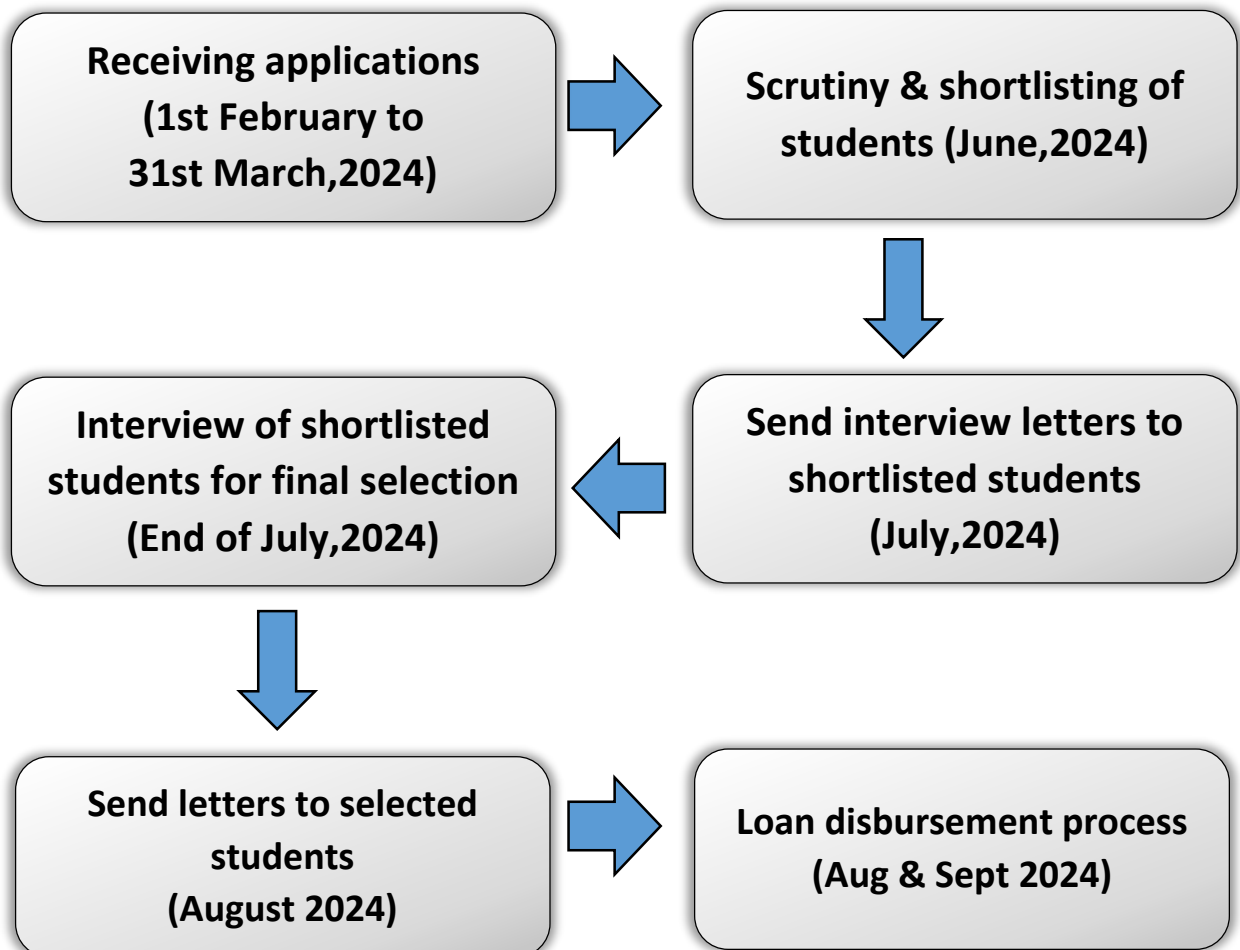 Receiving applications
(1st February to
31st March,2024)
Scrutiny & shortlisting of
students (June,2024)
Send interview letters to
shortlisted students
(July,2024)
Interview of shortlisted
students for final selection
(End of July,2024)
Send letters to selected
students
(August 2024)
Loan disbursement process
(Aug & Sept 2024)